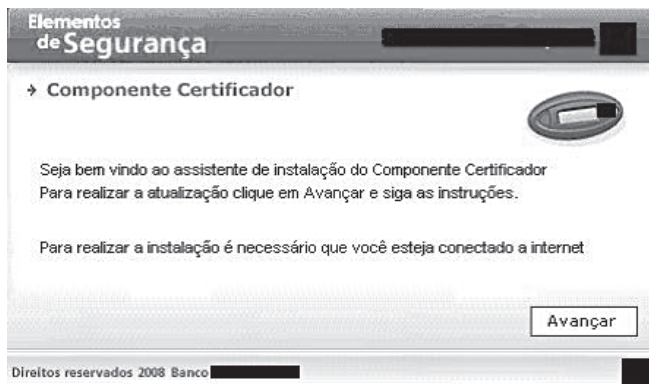 Elementos
de Segurança
Componente Certificador
Seja bem vindo ao assistente de instalação do Componente Certificador
Para realizar a atualização clique em Avançar e siga as instruções.
Para realizar a instalação é necessário que você esteja conectado a internet
Avançar
Direitos reservados 2008 Banco